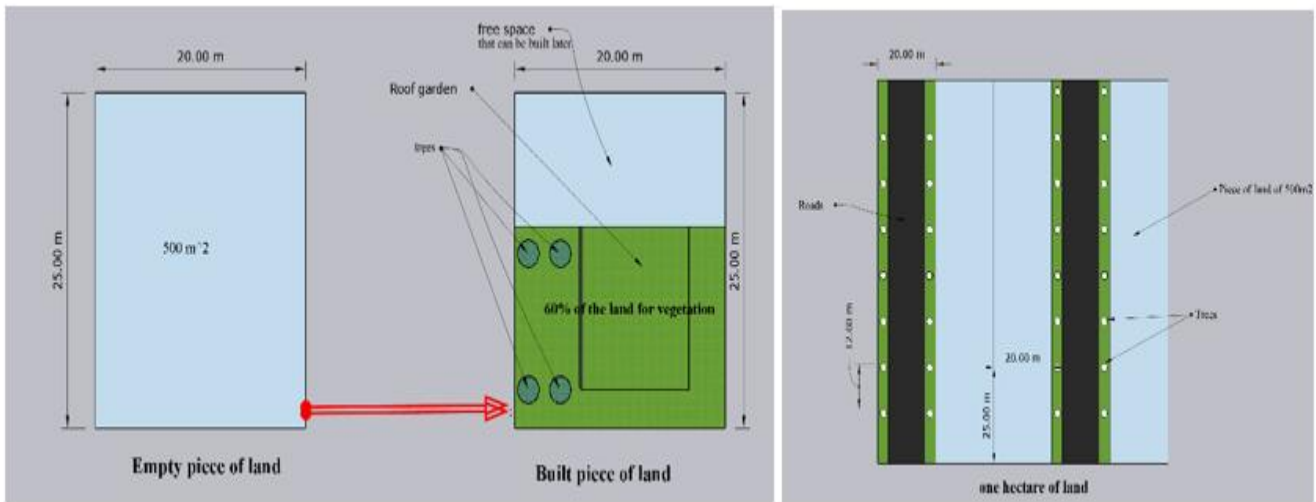 20.00 m
25.00 m
500 m^2
Empty piece of land
free space
that can be built later.
20.00 m
Roof garden
trees
25.00 m
60% of the land for vegetation
Built piece of land
20.00 m
Roads
Piece of land of 500m2
Trees
12.00 m
20.00 m
25.00 m
one hectare of land